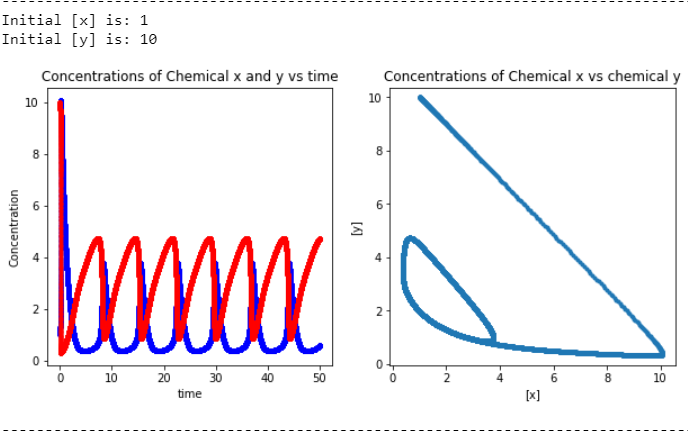 Initial [x] is: 1
Initial [y] is: 10
Concentrations of Chemical x and y vs time
Concentration
10
8
6
4
2
0
0 10 20 30 40 50
time
Concentrations of Chemical x vs chemical y
[y]
10
8
6
4
2
0
0 2 4 6 8 10
[x]